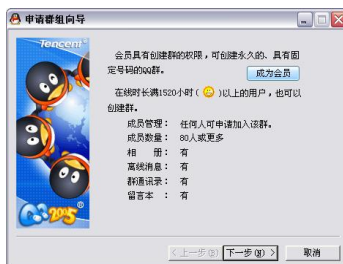 申请群组向导
Tencent
会员具有创建群的权限，可创建永久的、具有固
定号码的QQ群。
成为会员
在线时长满1520小时( )以上的用户，也可以
创建群。
成员管理： 任何人可申请加入该群。
成员数量： 80人或更多
相 册： 有
离线消息： 有
群通讯录： 有
留言本 ： 有
QQ2005
< 上一步(B)
下一步(N) >
取消